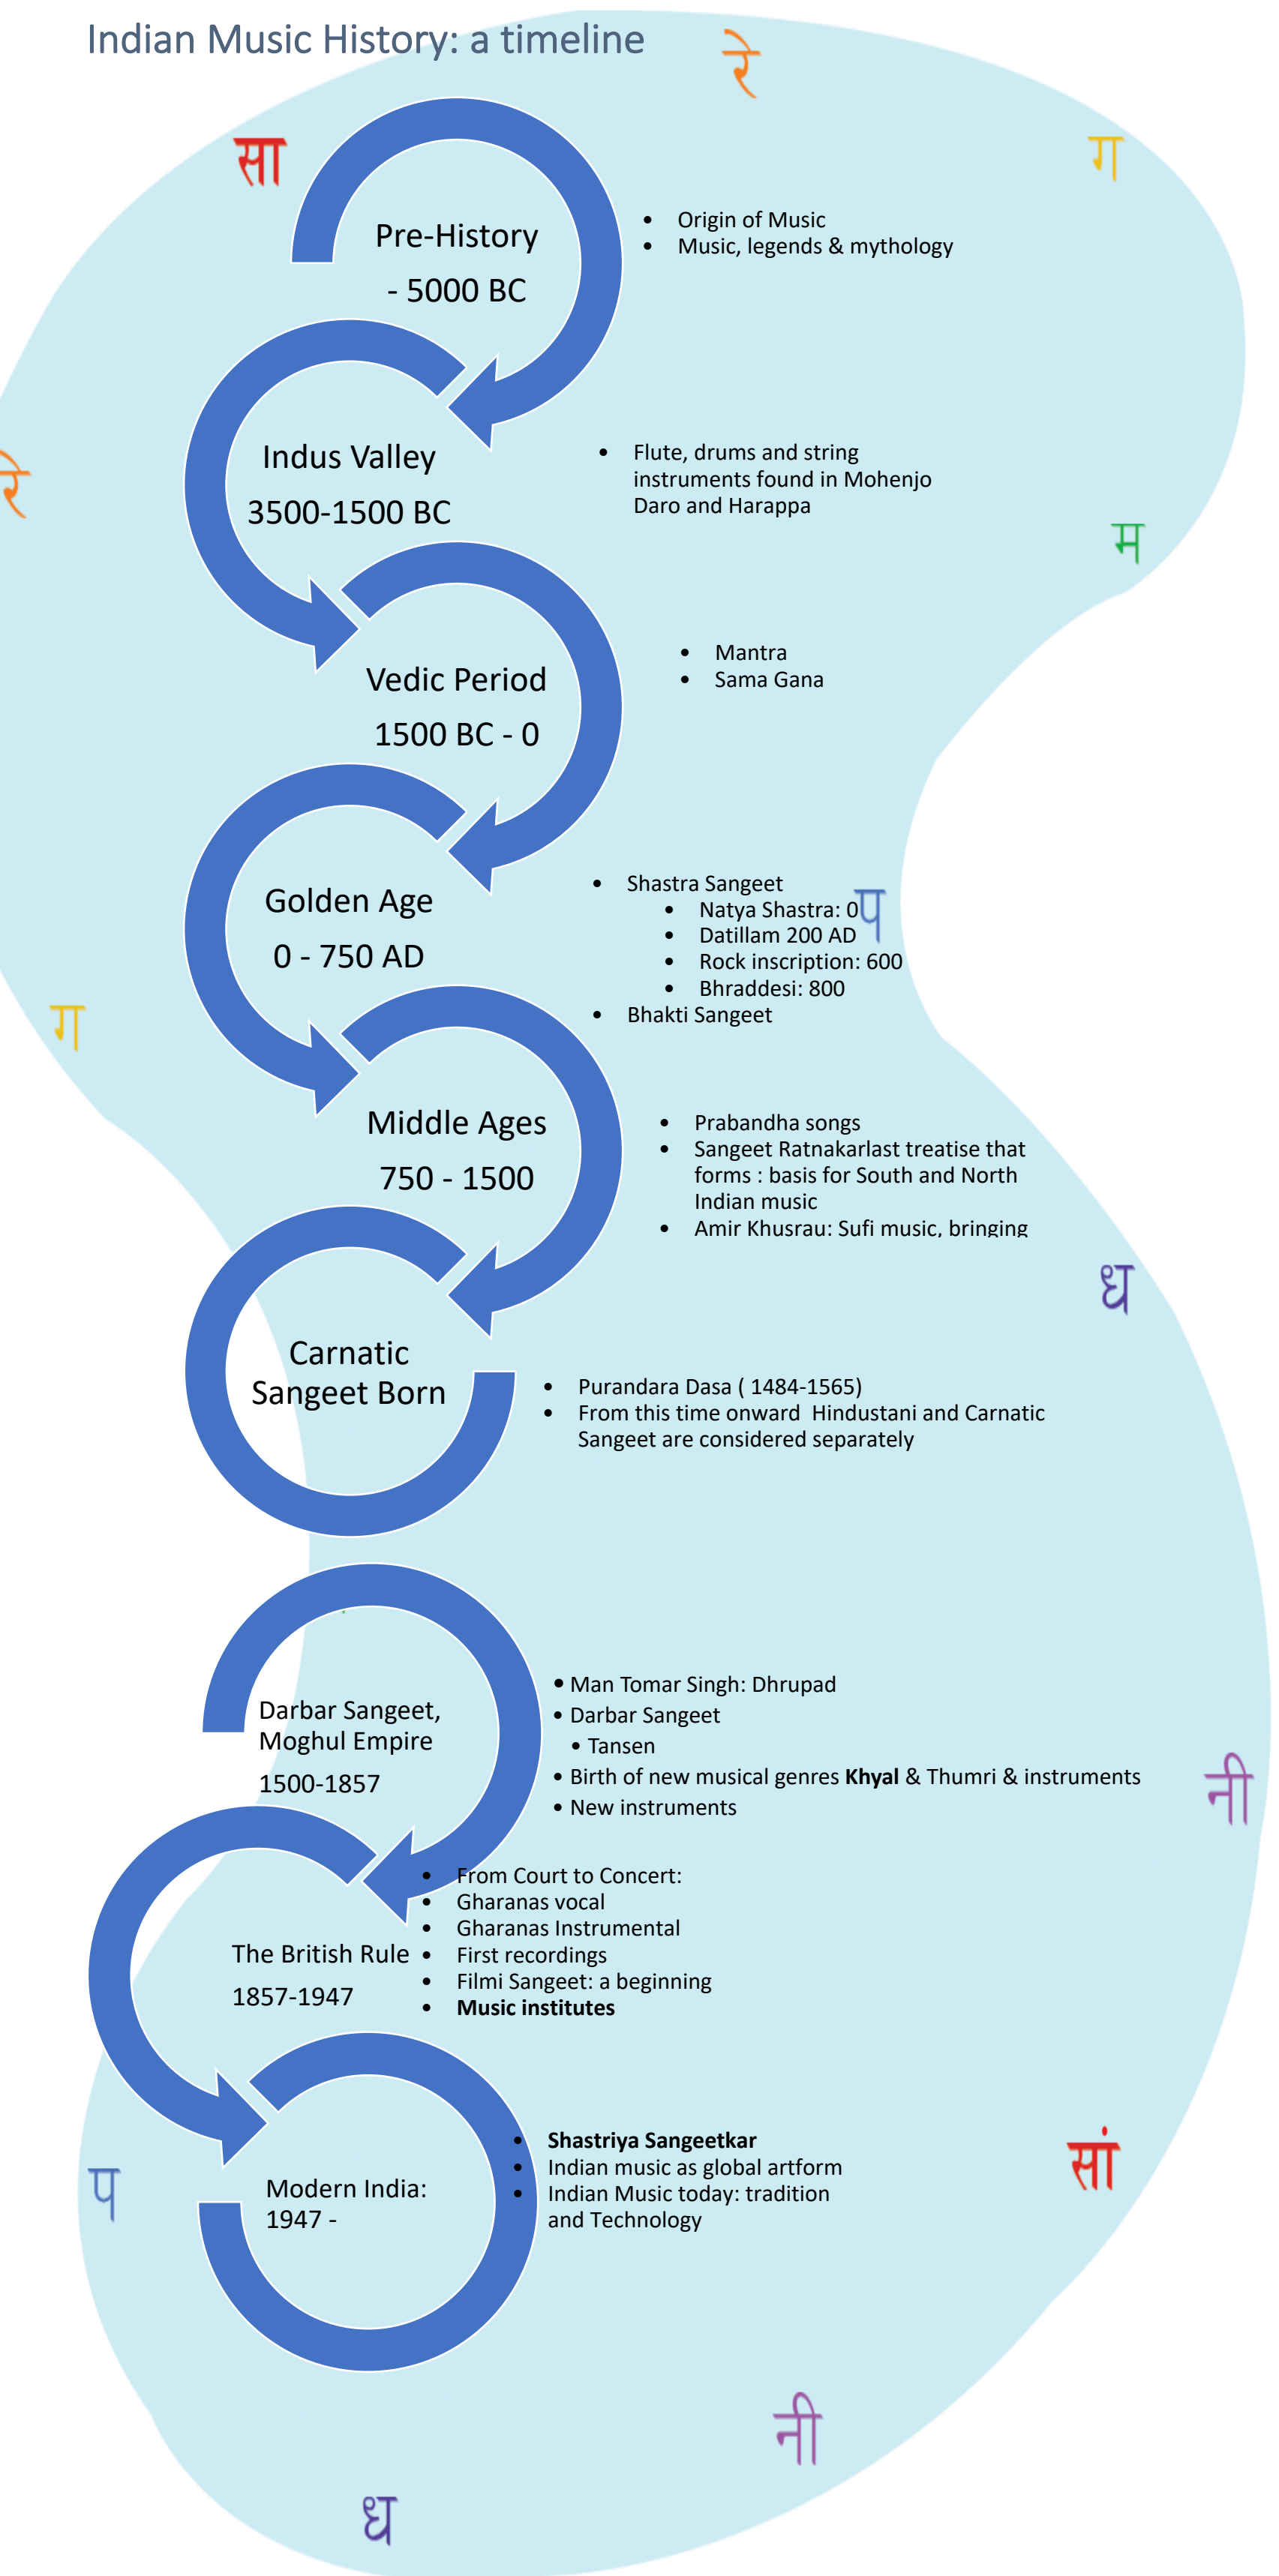 Indian Music History: a timeline
रे
सा
ग
Pre-History
- 5000 BC
• Origin of Music
• Music, legends & mythology
रे
Indus Valley
3500-1500 BC
• Flute, drums and string
instruments found in Mohenjo
Daro and Harappa
म
Vedic Period
1500 BC - 0
• Mantra
• Sama Gana
Golden Age
0 - 750 AD
• Shastra Sangeet
• Natya Shastra: 0
• Datillam 200 AD
• Rock inscription: 600
• Bhraddesi: 800
• Bhakti Sangeet
प
ग
Middle Ages
750 - 1500
• Prabandha songs
• Sangeet Ratnakarlast treatise that
forms : basis for South and North
Indian music
• Amir Khusrau: Sufi music, bringing
ध
Carnatic
Sangeet Born
• Purandara Dasa ( 1484-1565)
• From this time onward Hindustani and Carnatic
Sangeet are considered separately
Darbar Sangeet,
Moghul Empire
1500-1857
• Man Tomar Singh: Dhrupad
• Darbar Sangeet
• Tansen
• Birth of new musical genres Khyal & Thumri & instruments
• New instruments
नी
The British Rule
1857-1947
• From Court to Concert:
• Gharanas vocal
• Gharanas Instrumental
• First recordings
• Filmi Sangeet: a beginning
• Music institutes
Modern India:
1947 -
• Shastriya Sangeetkar
• Indian music as global artform
• Indian Music today: tradition
and Technology
सां
प
नी
ध